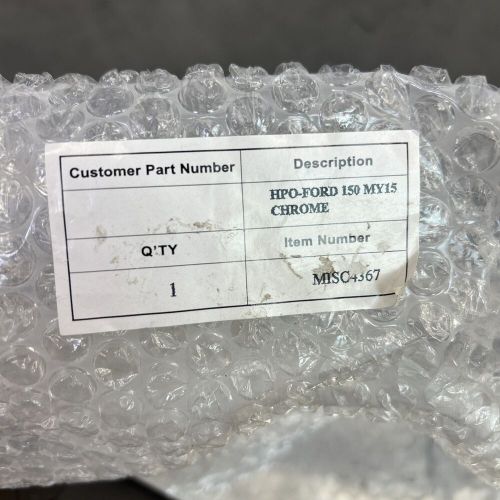 Customer Part Number
Description
HPO-FORD 150 MY15
CHROME
Q'TY
Item Number
1
MISC4367